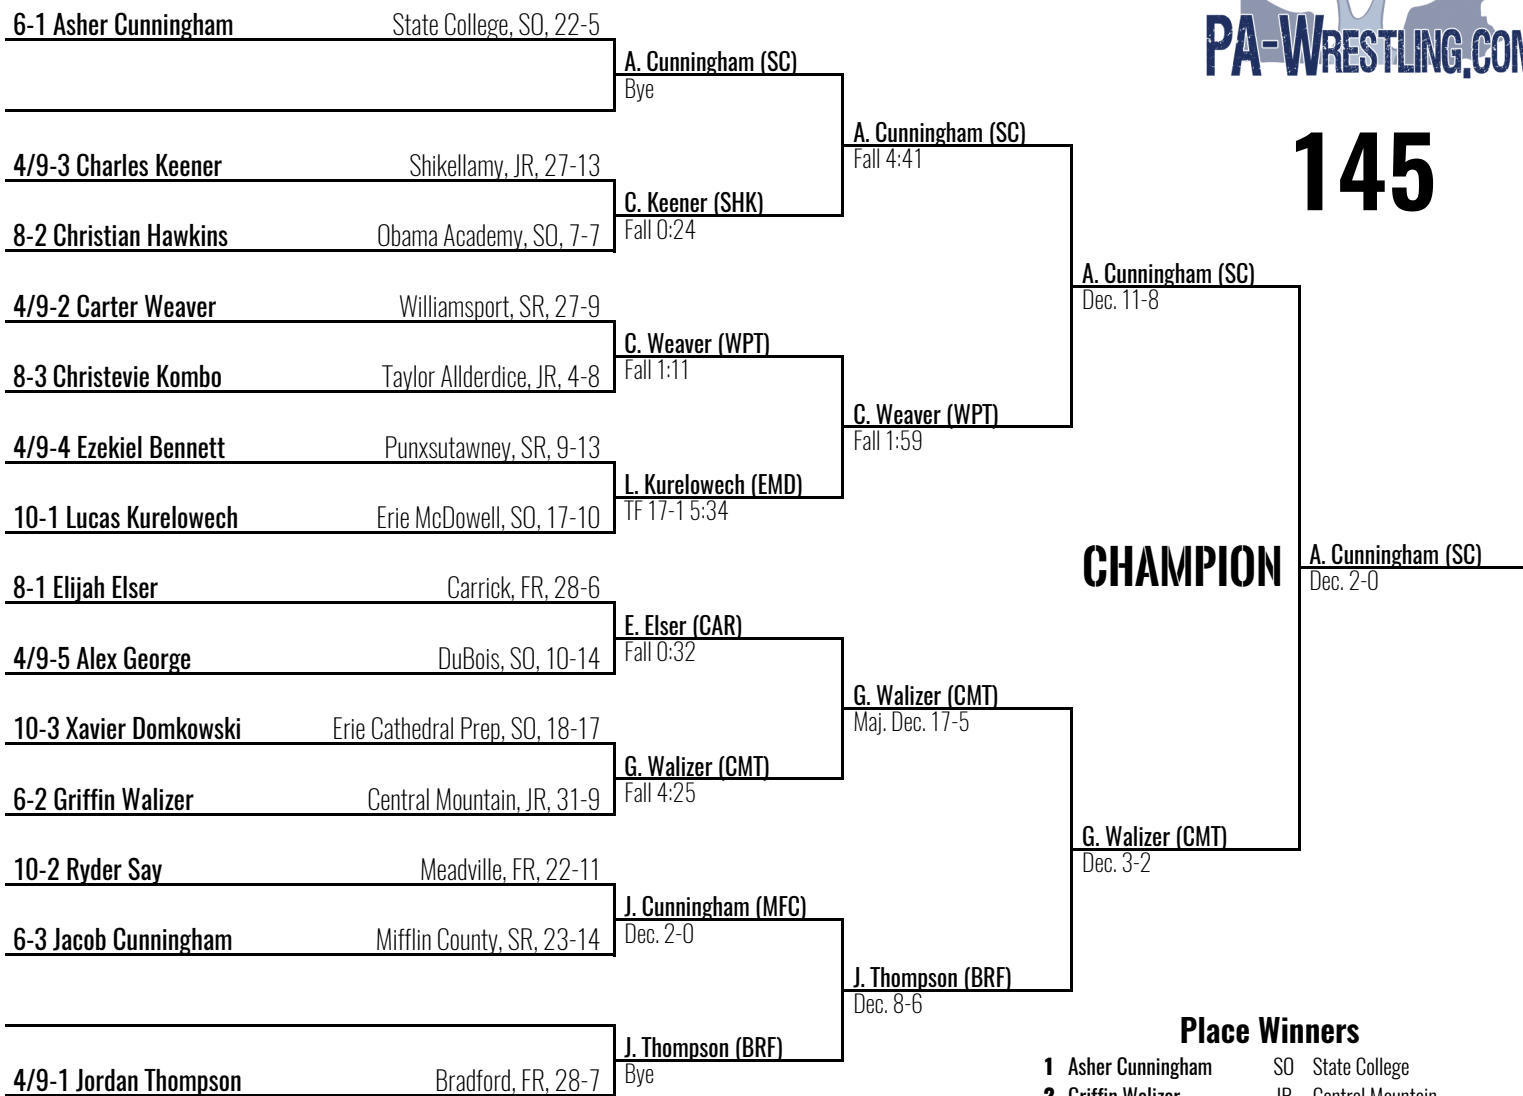 6-1 Asher Cunningham State College, SO, 22-5
A. Cunningham (SC)
Bye
4/9-3 Charles Keener Shikellamy, JR, 27-13
A. Cunningham (SC)
Fall 4:41
C. Keener (SHK)
Fall 0:24
8-2 Christian Hawkins Obama Academy, SO, 7-7
PA-WRESTLING.COM
145
4/9-2 Carter Weaver Williamsport, SR, 27-9
A. Cunningham (SC)
Dec. 11-8
C. Weaver (WPT)
Fall 1:11
8-3 Christevie Kombo Taylor Allderdice, JR, 4-8
C. Weaver (WPT)
Fall 1:59
4/9-4 Ezekiel Bennett Punxsutawney, SR, 9-13
L. Kurelowech (EMD)
TF 17-1 5:34
10-1 Lucas Kurelowech Erie McDowell, SO, 17-10
CHAMPION
A. Cunningham (SC)
Dec. 2-0
8-1 Elijah Elser Carrick, FR, 28-6
E. Elser (CAR)
Fall 0:32
4/9-5 Alex George DuBois, SO, 10-14
G. Walizer (CMT)
Maj. Dec. 17-5
10-3 Xavier Domkowski Erie Cathedral Prep, SO, 18-17
G. Walizer (CMT)
Fall 4:25
6-2 Griffin Walizer Central Mountain, JR, 31-9
G. Walizer (CMT)
Dec. 3-2
10-2 Ryder Say Meadville, FR, 22-11
J. Cunningham (MFC)
Dec. 2-0
6-3 Jacob Cunningham Mifflin County, SR, 23-14
J. Thompson (BRF)
Dec. 8-6
J. Thompson (BRF)
Bye
4/9-1 Jordan Thompson Bradford, FR, 28-7
Place Winners
1 Asher Cunningham SO State College
2 Griffin Walizer JR Central Mountain